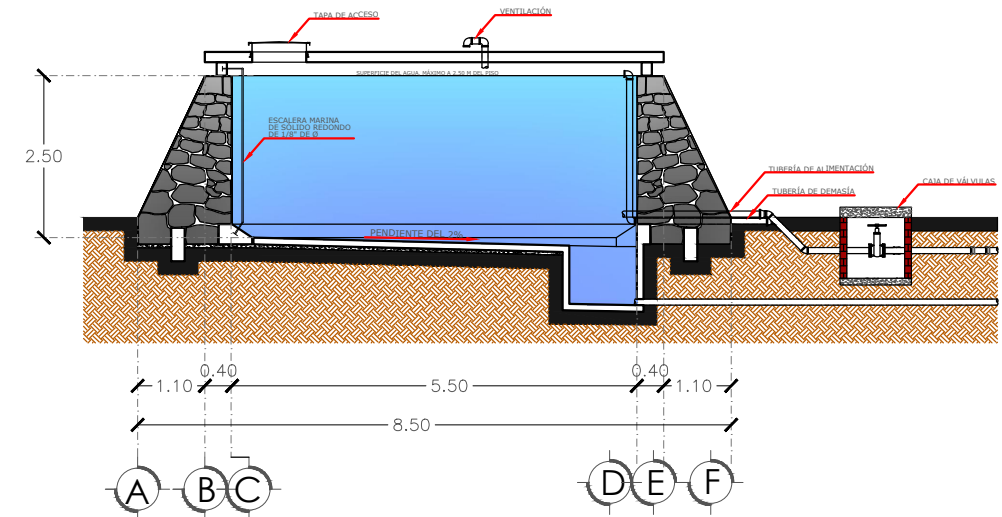 TAPA DE ACCESO
VENTILACIÓN
SUPERFICIE DEL AGUA, MÁXIMO A 2.50 M DEL PISO
ESCALERA MARINA
DE SÓLIDO REDONDO
DE 1/8" DE Ø
2.50
TUBERÍA DE ALIMENTACIÓN
TUBERÍA DE DEMASÍA
CAJA DE VÁLVULAS
PENDIENTE DEL 2%
1.10
0.40
5.50
0.40
1.10
8.50
A
B
C
D
E
F